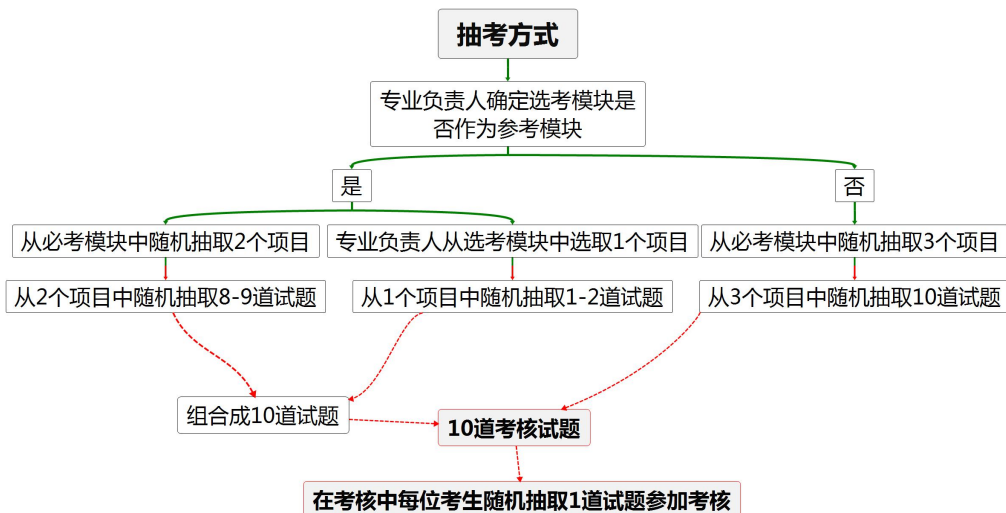 抽考方式
专业负责人确定选考模块是
否作为参考模块
是
否
从必考模块中随机抽取2个项目
专业负责人从选考模块中选取1个项目
从必考模块中随机抽取3个项目
从2个项目中随机抽取8-9道试题
从1个项目中随机抽取1-2道试题
从3个项目中随机抽取10道试题
组合成10道试题
10道考核试题
在考核中每位考生随机抽取1道试题参加考核